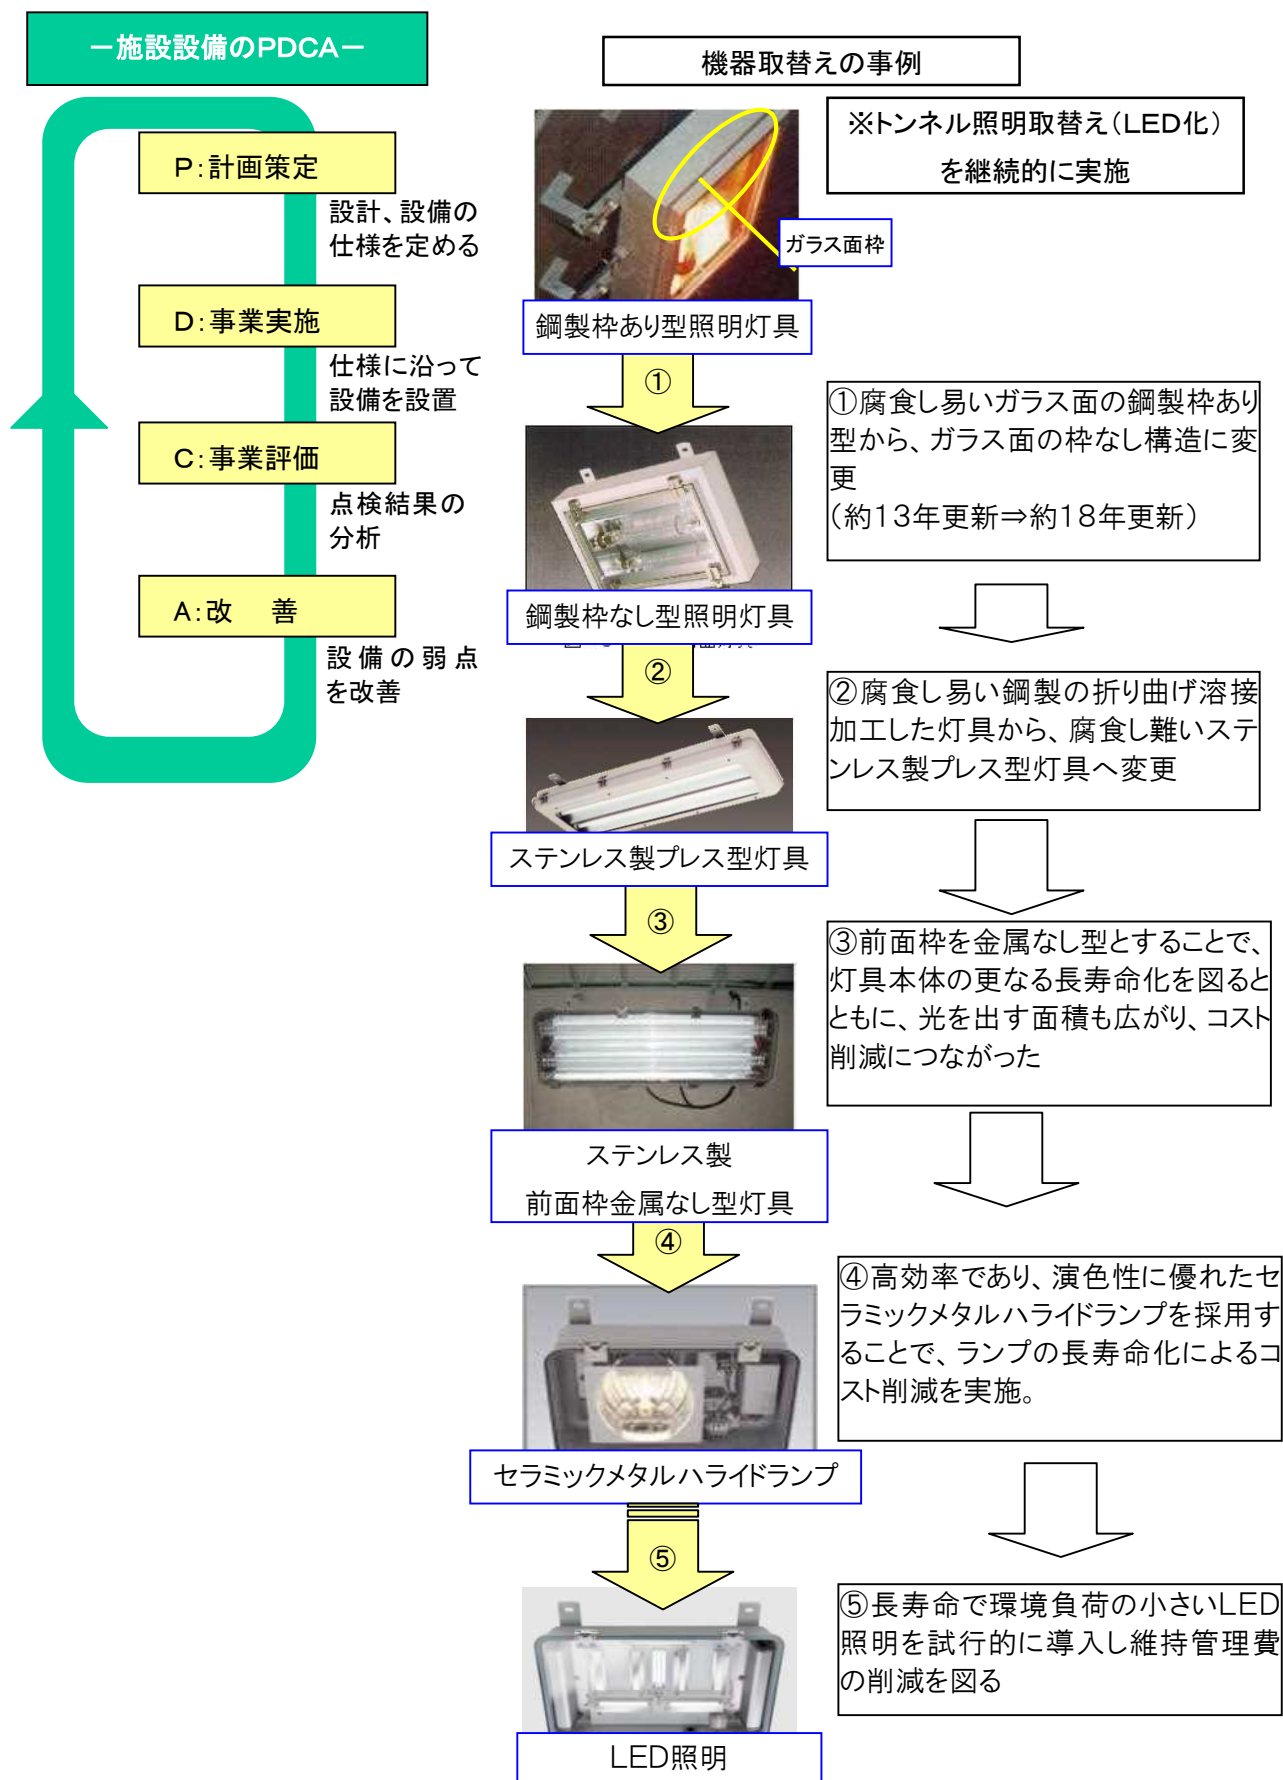 －施設設備のPDCA－
P：計画策定
設計、設備の
仕様を定める
D：事業実施
仕様に沿って
設備を設置
C：事業評価
点検結果の
分析
A：改　善
設備の弱点
を改善
機器取替えの事例
※トンネル照明取替え（LED化）
を継続的に実施
ガラス面枠
鋼製枠あり型照明灯具
①
①腐食し易いガラス面の鋼製枠あり
型から、ガラス面の枠なし構造に変
更
（約13年更新⇒約18年更新）
鋼製枠なし型照明灯具
②
②腐食し易い鋼製の折り曲げ溶接
加工した灯具から、腐食し難いステ
ンレス製プレス型灯具へ変更
ステンレス製プレス型灯具
③
③前面枠を金属なし型とすることで、
灯具本体の更なる長寿命化を図ると
ともに、光を出す面積も広がり、コスト
削減につながった
ステンレス製
前面枠金属なし型灯具
④
④高効率であり、演色性に優れたセ
ラミックメタルハライドランプを採用す
ることで、ランプの長寿命化によるコ
スト削減を実施。
セラミックメタルハライドランプ
⑤
⑤長寿命で環境負荷の小さいLED
照明を試行的に導入し維持管理費
の削減を図る
LED照明